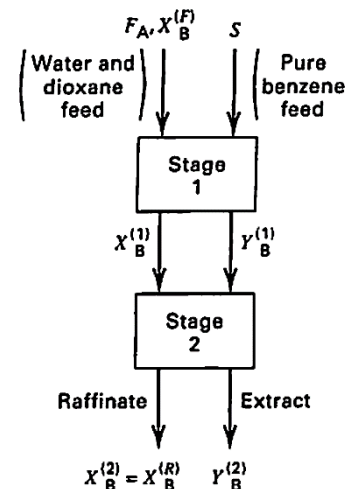 F_A, X_B^(F) S
(Water and dioxane feed) (Pure benzene feed)
Stage
1
X_B^(1) Y_B^(1)
Stage
2
Raffinate Extract
X_B^(2) = X_B^(R) Y_B^(2)